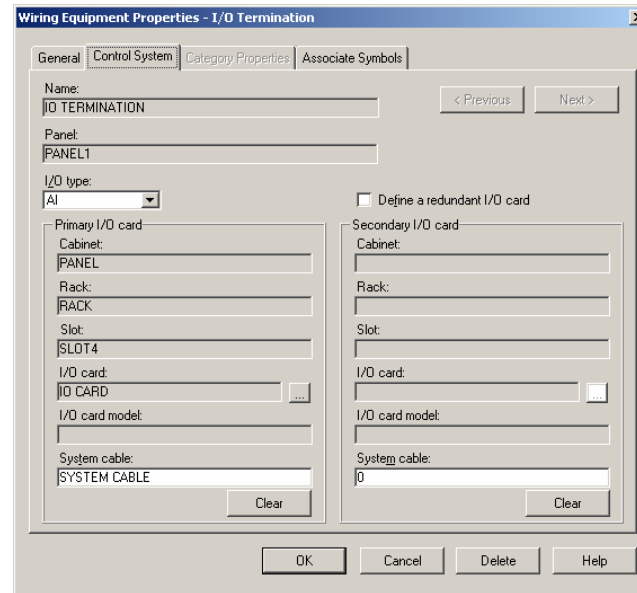 Wiring Equipment Properties - I/O Termination
General Control System Category Properties Associate Symbols
Name:
IO TERMINATION
< Previous Next >
Panel:
PANEL1
I/O type:
AI
Define a redundant I/O card
Primary I/O card
Cabinet:
PANEL
Rack:
RACK
Slot:
SLOT4
I/O card:
IO CARD
...
I/O card model:
System cable:
SYSTEM CABLE
Clear
Secondary I/O card
Cabinet:
Rack:
Slot:
I/O card:
...
I/O card model:
System cable:
0
Clear
OK Cancel Delete Help